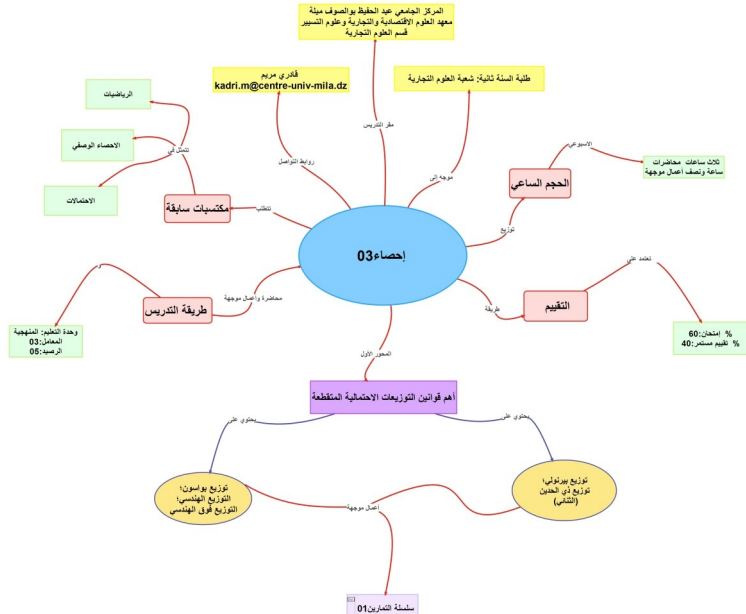 المركز الجامعي عبد الحفيظ بوالصوف ميلة
معهد العلوم الاقتصادية والتجارية وعلوم التسيير
قسم العلوم التجارية
قادري مريم
kadri.m@centre-univ-mila.dz
طلبة السنة ثانية: شعبة العلوم التجارية
مقر التدريس
روابط التواصل
موجه إلى
الرياضيات
الاحصاء الوصفي
الاحتمالات
تتمثل في
مكتسبات سابقة
تتطلب
الاسبوعي
ثلاث ساعات محاضرات
ساعة ونصف أعمال موجهة
الحجم الساعي
توزيع
إحصاء03
طريقة التدريس
محاضرة وأعمال موجهة
و
وحدة التعليم: المنهجية
المعامل:03
الرصيد:05
التقييم
طريقة
تعتمد على
% إمتحان:60
% تقييم مستمر:40
المحور الأول
أهم قوانين التوزيعات الاحتمالية المتقطعة
يحتوي على
يحتوي على
توزيع بيرنولي؛
توزيع ذي الحدين
(الثنائي)
توزيع بواسون؛
التوزيع الهندسي؛
التوزيع فوق الهندسي
أعمال موجهة
سلسلة التمارين01